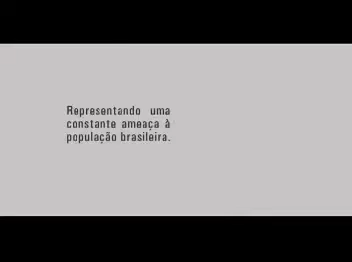 Representando uma
constante ameaça à
população brasileira.